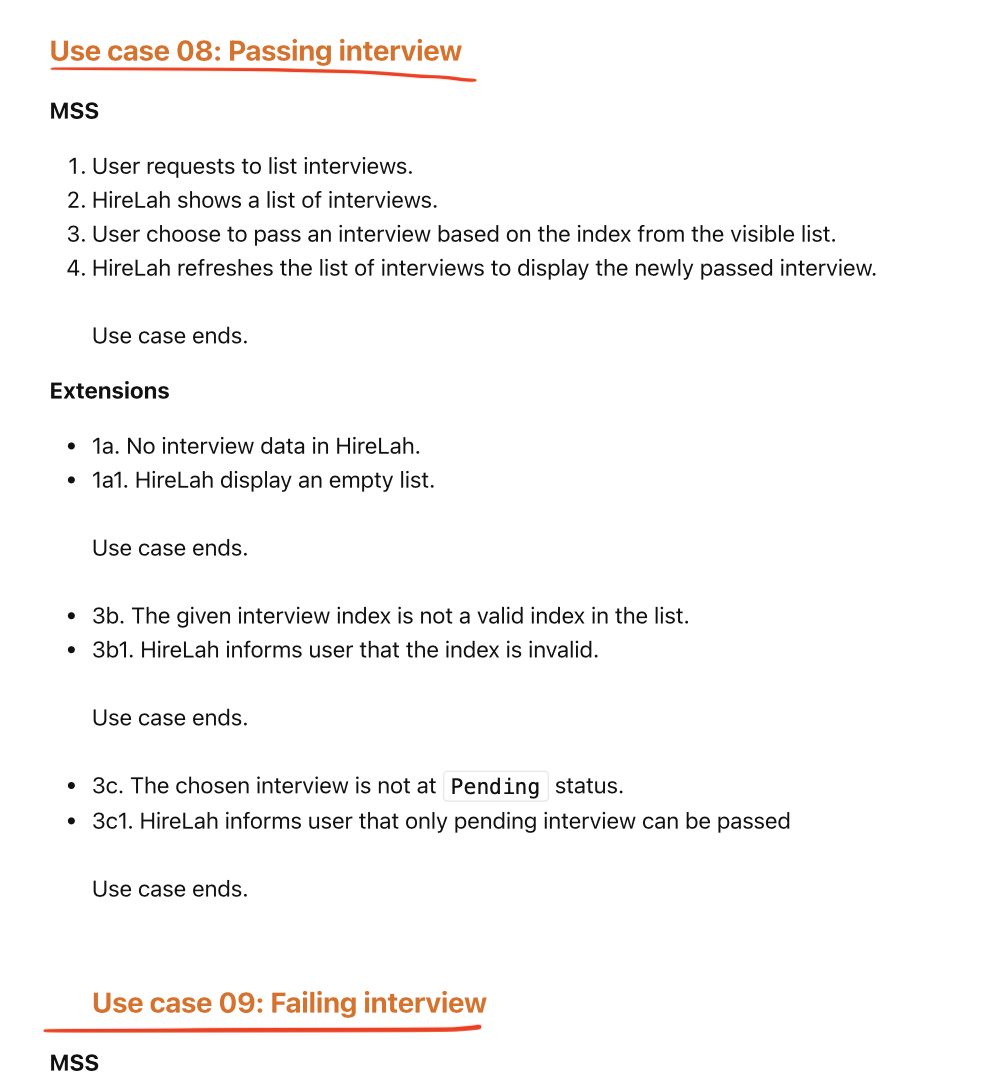 Use case 08: Passing interview
MSS
1. User requests to list interviews.
2. HireLah shows a list of interviews.
3. User choose to pass an interview based on the index from the visible list.
4. HireLah refreshes the list of interviews to display the newly passed interview.
Use case ends.
Extensions
• 1a. No interview data in HireLah.
• 1a1. HireLah display an empty list.
Use case ends.
• 3b. The given interview index is not a valid index in the list.
• 3b1. HireLah informs user that the index is invalid.
Use case ends.
• 3c. The chosen interview is not at Pending status.
• 3c1. HireLah informs user that only pending interview can be passed
Use case ends.
Use case 09: Failing interview
MSS